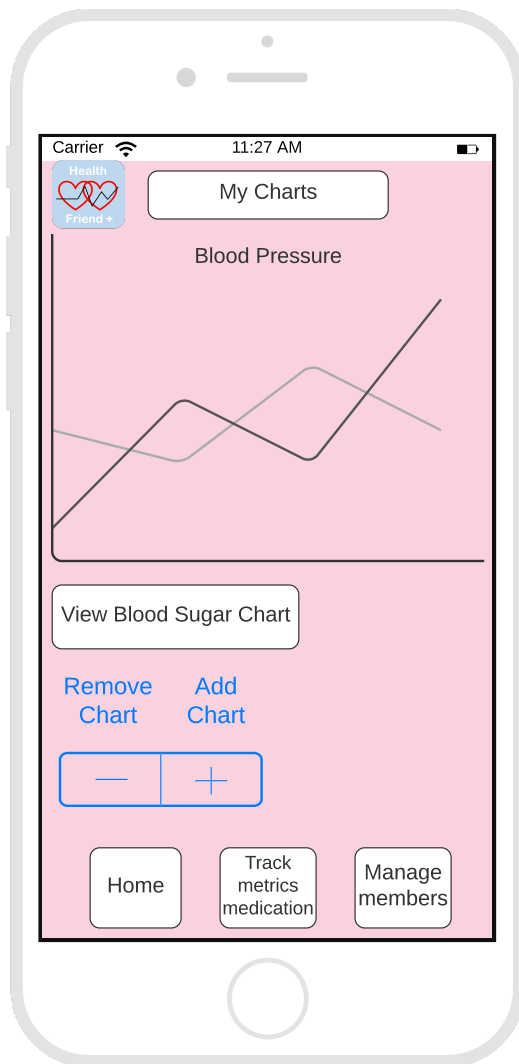 Carrier 11:27 AM
Health
Friend +
My Charts
Blood Pressure
View Blood Sugar Chart
Remove
Chart
Add
Chart
Home
Track
metrics
medication
Manage
members